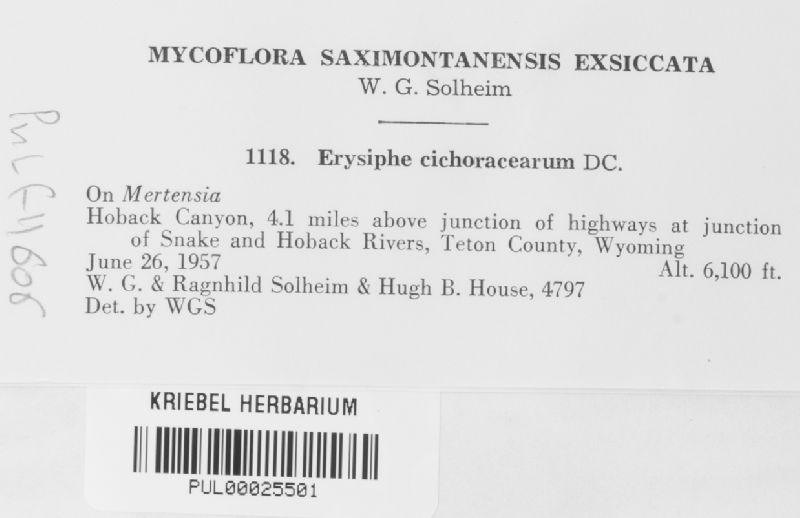 MYCOFLORA SAXIMONTANENSIS EXSICCATA
W. G. Solheim
1118. Erysiphe cichoracearum DC.
On Mertensia
Hoback Canyon, 4.1 miles above junction of highways at junction
of Snake and Hoback Rivers, Teton County, Wyoming
June 26, 1957 Alt. 6,100 ft.
W. G. & Ragnhild Solheim & Hugh B. House, 4797
Det. by WGS
PUL F11606
KRIEBEL HERBARIUM
PUL00025501